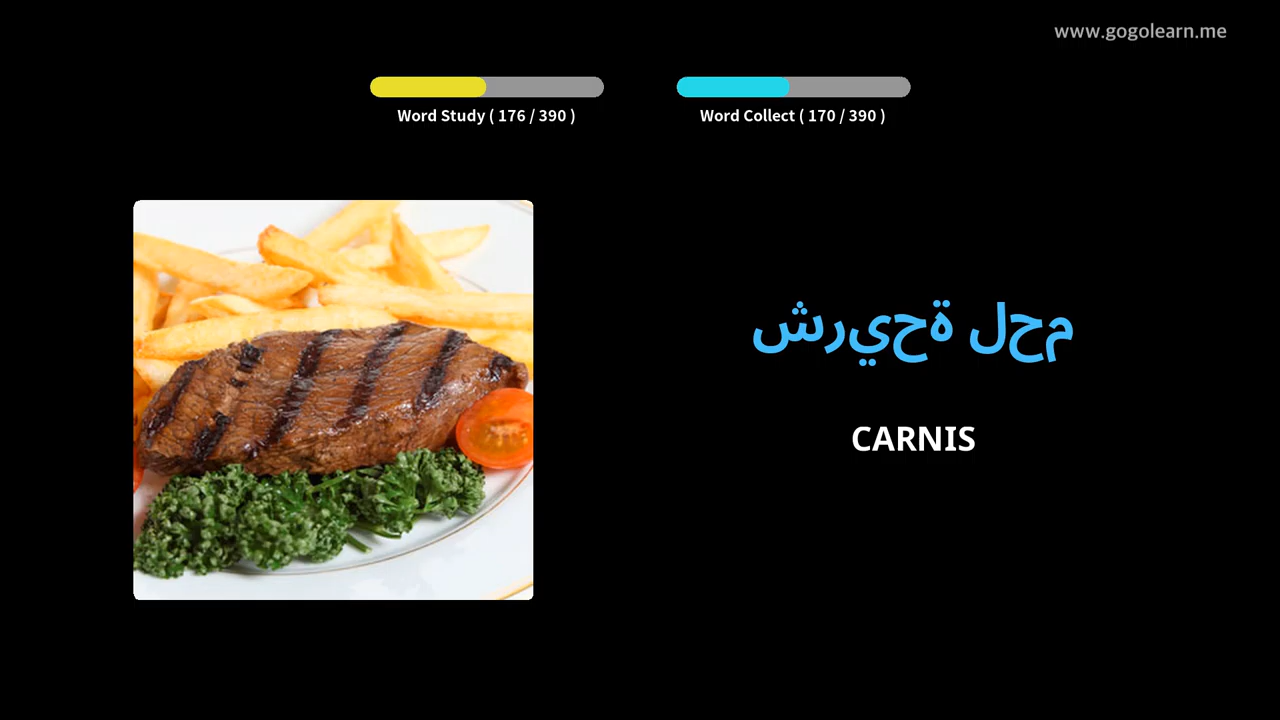 www.gogolearn.me
Word Study ( 176 / 390 )
Word Collect ( 170 / 390 )
شريحة لحم
CARNIS